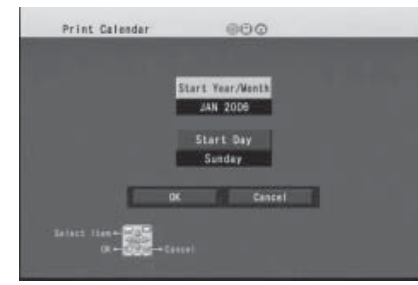 Print Calendar
Start Year/Month
JAN 2006
Start Day
Sunday
OK Cancel
Select Item
OK Cancel